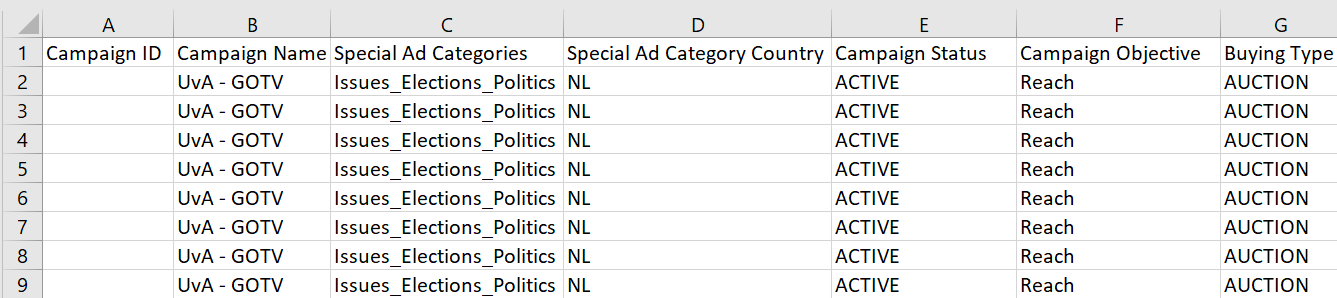 A B C D E F G
1 Campaign ID Campaign Name Special Ad Categories Special Ad Category Country Campaign Status Campaign Objective Buying Type
2 UvA - GOTV Issues_Elections_Politics NL ACTIVE Reach AUCTION
3 UvA - GOTV Issues_Elections_Politics NL ACTIVE Reach AUCTION
4 UvA - GOTV Issues_Elections_Politics NL ACTIVE Reach AUCTION
5 UvA - GOTV Issues_Elections_Politics NL ACTIVE Reach AUCTION
6 UvA - GOTV Issues_Elections_Politics NL ACTIVE Reach AUCTION
7 UvA - GOTV Issues_Elections_Politics NL ACTIVE Reach AUCTION
8 UvA - GOTV Issues_Elections_Politics NL ACTIVE Reach AUCTION
9 UvA - GOTV Issues_Elections_Politics NL ACTIVE Reach AUCTION